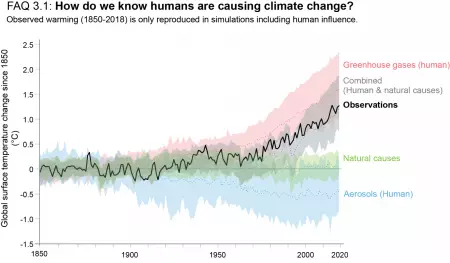 FAQ 3.1: How do we know humans are causing climate change?
Observed warming (1850-2018) is only reproduced in simulations including human influence.
Global surface temperature change since 1850
(°C)
2.5
2.0
1.5
1.0
0.5
0
-0.5
-1.0
-1.5
Greenhouse gases (human)
Combined
(Human & natural causes)
Observations
Natural causes
Aerosols (Human)
1850
1900
1950
2000
2020